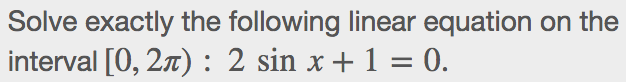 Solve exactly the following linear equation on the
interval [0, 2π) : 2 sin x + 1 = 0.